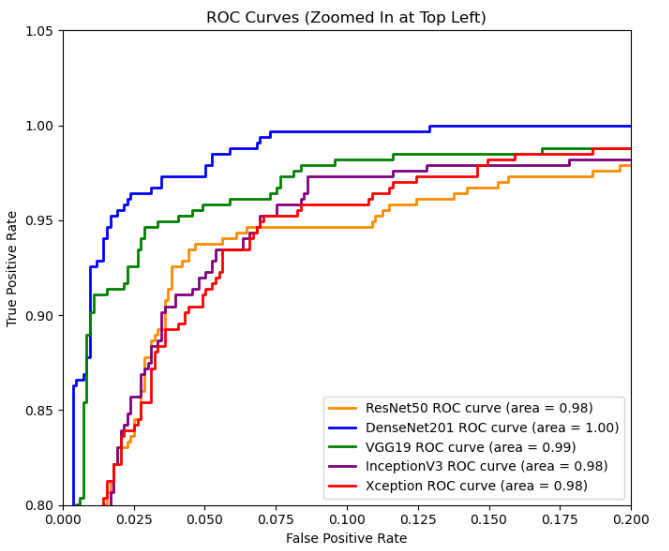 ROC Curves (Zoomed In at Top Left)
1.05
1.00
0.95
0.90
0.85
0.80
True Positive Rate
ResNet50 ROC curve (area = 0.98)
DenseNet201 ROC curve (area = 1.00)
VGG19 ROC curve (area = 0.99)
InceptionV3 ROC curve (area = 0.98)
Xception ROC curve (area = 0.98)
0.000 0.025 0.050 0.075 0.100 0.125 0.150 0.175 0.200
False Positive Rate